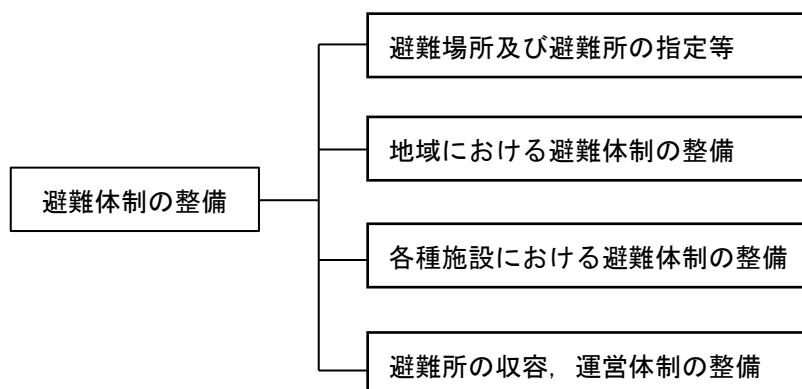 避難体制の整備
避難場所及び避難所の指定等
地域における避難体制の整備
各種施設における避難体制の整備
避難所の収容，運営体制の整備